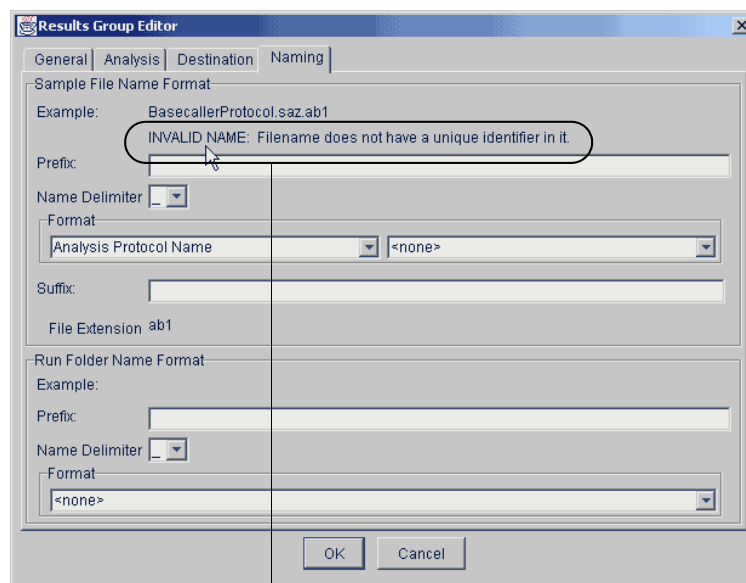 Results Group Editor
General Analysis Destination Naming
Sample File Name Format
Example: BasecallerProtocol.saz.ab1
INVALID NAME: Filename does not have a unique identifier in it.
Prefix:
Name Delimiter _
Format
Analysis Protocol Name <none>
Suffix:
File Extension ab1
Run Folder Name Format
Example:
Prefix:
Name Delimiter _
Format
<none>
OK Cancel